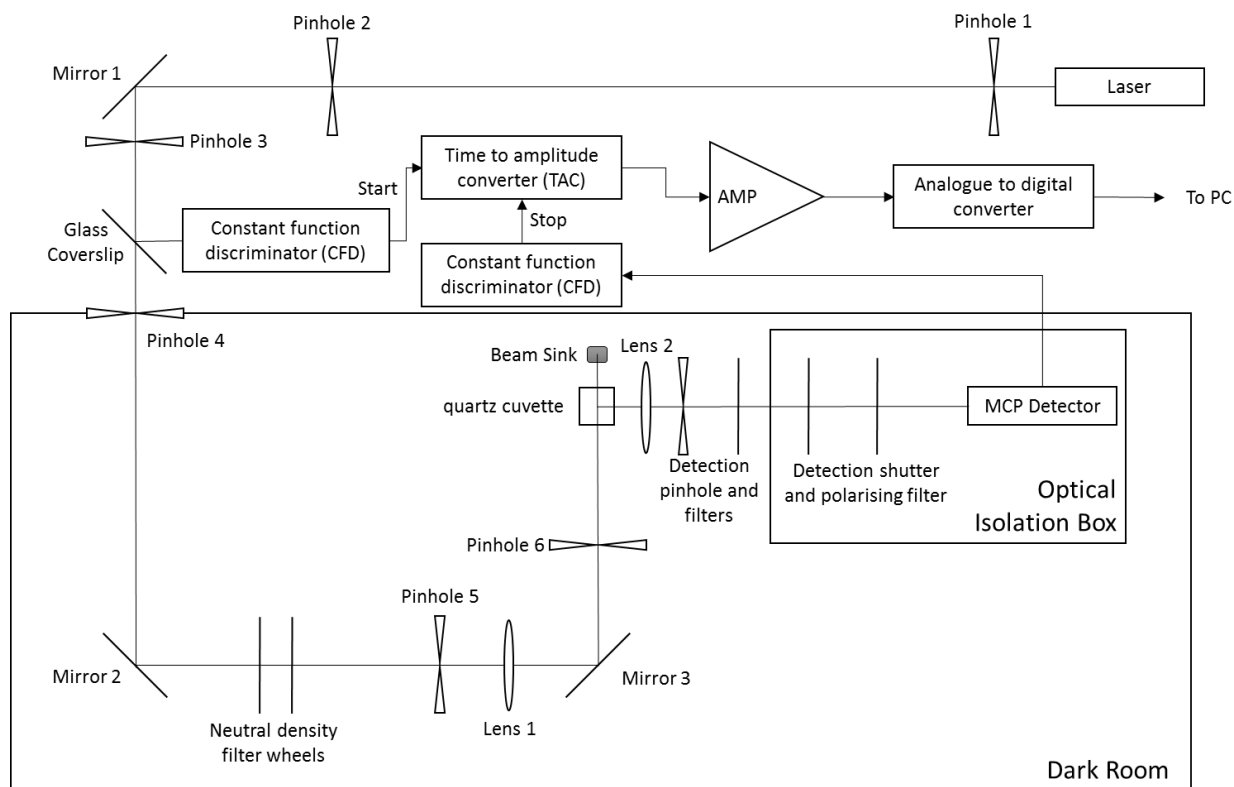 Pinhole 2
Pinhole 1
Mirror 1
Laser
Pinhole 3
Time to amplitude
converter (TAC)
Start
AMP
Analogue to digital
converter
To PC
Glass
Coverslip
Constant function
discriminator (CFD)
Stop
Constant function
discriminator (CFD)
Pinhole 4
Beam Sink
Lens 2
quartz cuvette
MCP Detector
Detection
pinhole and
filters
Detection shutter
and polarising filter
Optical
Isolation Box
Pinhole 6
Pinhole 5
Mirror 2
Mirror 3
Neutral density
filter wheels
Lens 1
Dark Room